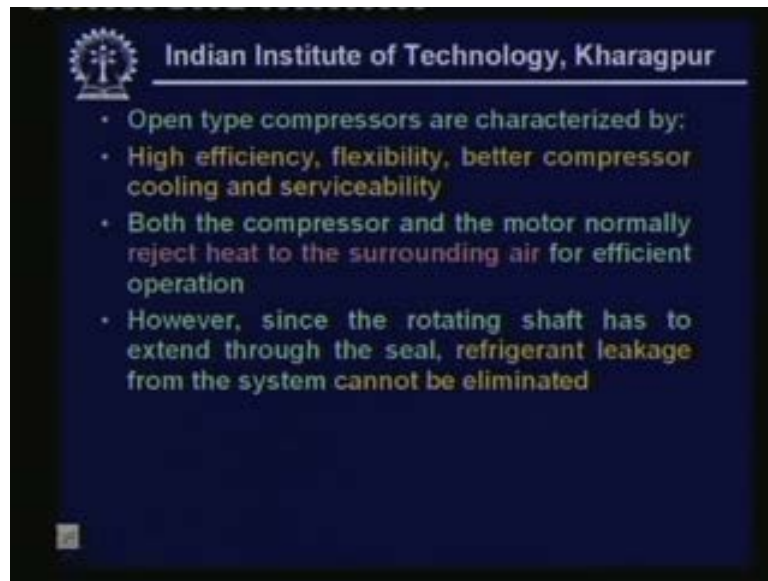 Indian Institute of Technology, Kharagpur
• Open type compressors are characterized by:
• High efficiency, flexibility, better compressor
cooling and serviceability
• Both the compressor and the motor normally
reject heat to the surrounding air for efficient
operation
• However, since the rotating shaft has to
extend through the seal, refrigerant leakage
from the system cannot be eliminated